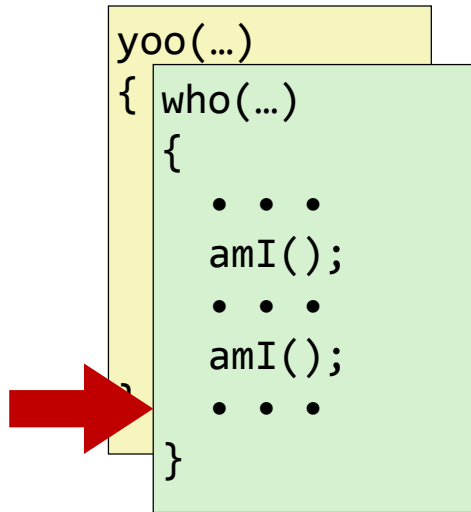 yoo(…)
{
}
who(…)
{
• • •
amI();
• • •
amI();
• • •
}